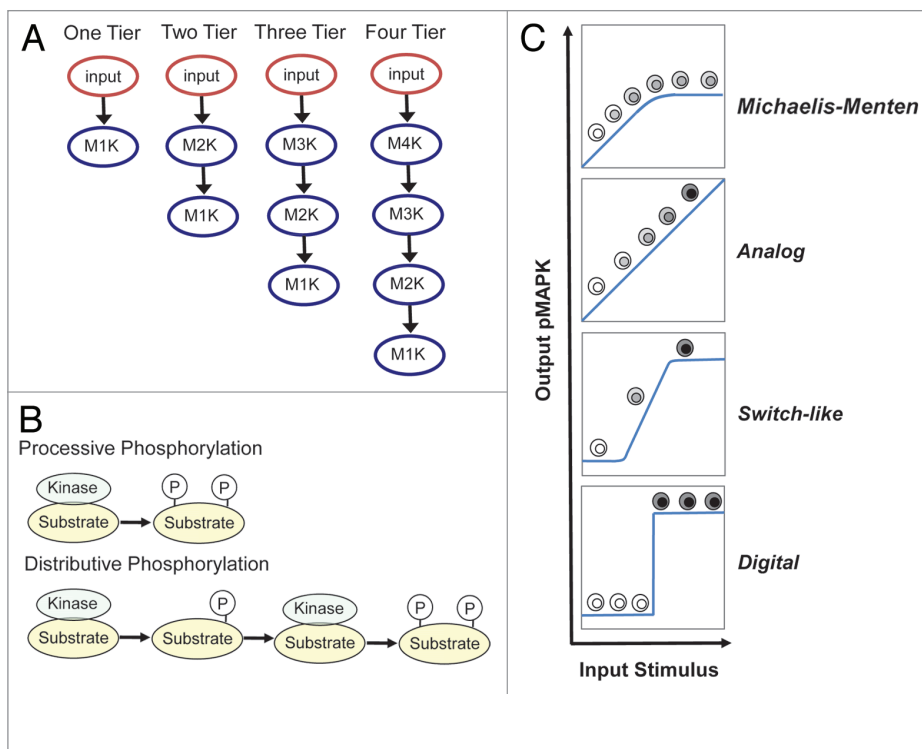 A
One Tier Two Tier Three Tier Four Tier
input input input input
M1K M2K M3K M4K
M1K M2K M3K
M1K M2K
M1K
B
Processive Phosphorylation
Kinase P P
Substrate Substrate
Distributive Phosphorylation
Kinase P Kinase P P
Substrate Substrate Substrate Substrate
C
Output pMAPK
Michaelis-Menten
Analog
Switch-like
Digital
Input Stimulus